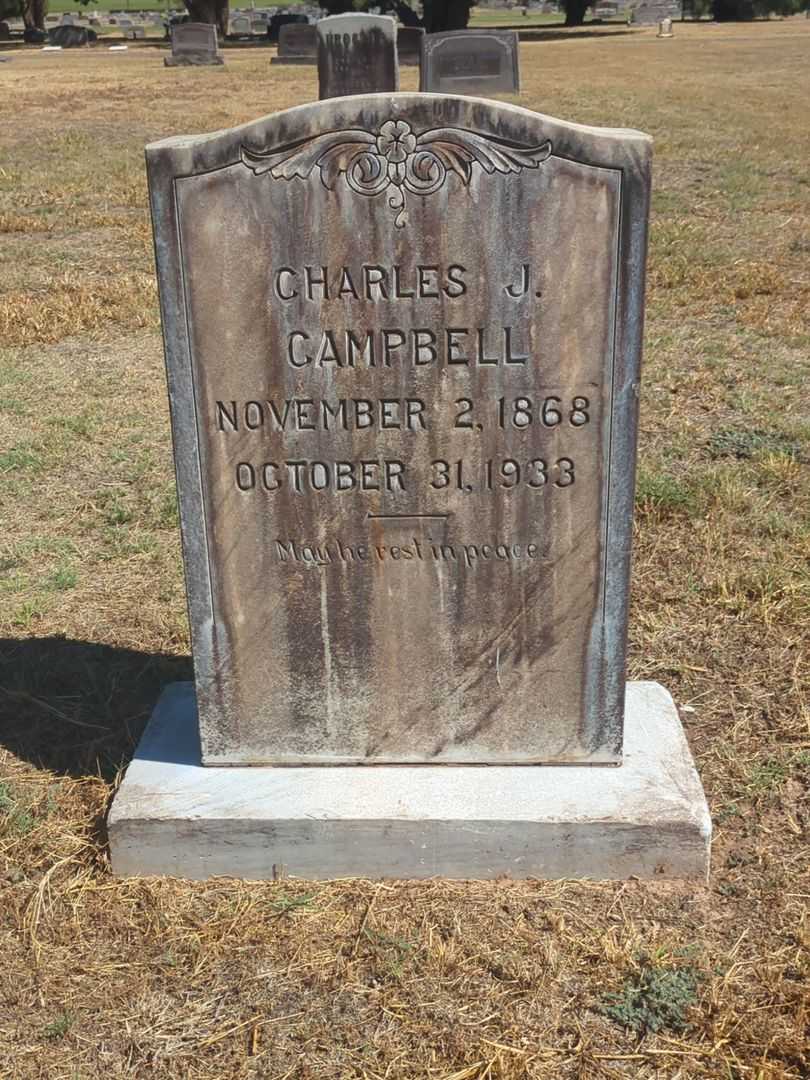 CHARLES J.
CAMPBELL
NOVEMBER 2, 1868
OCTOBER 31, 1933
May he rest in peace.